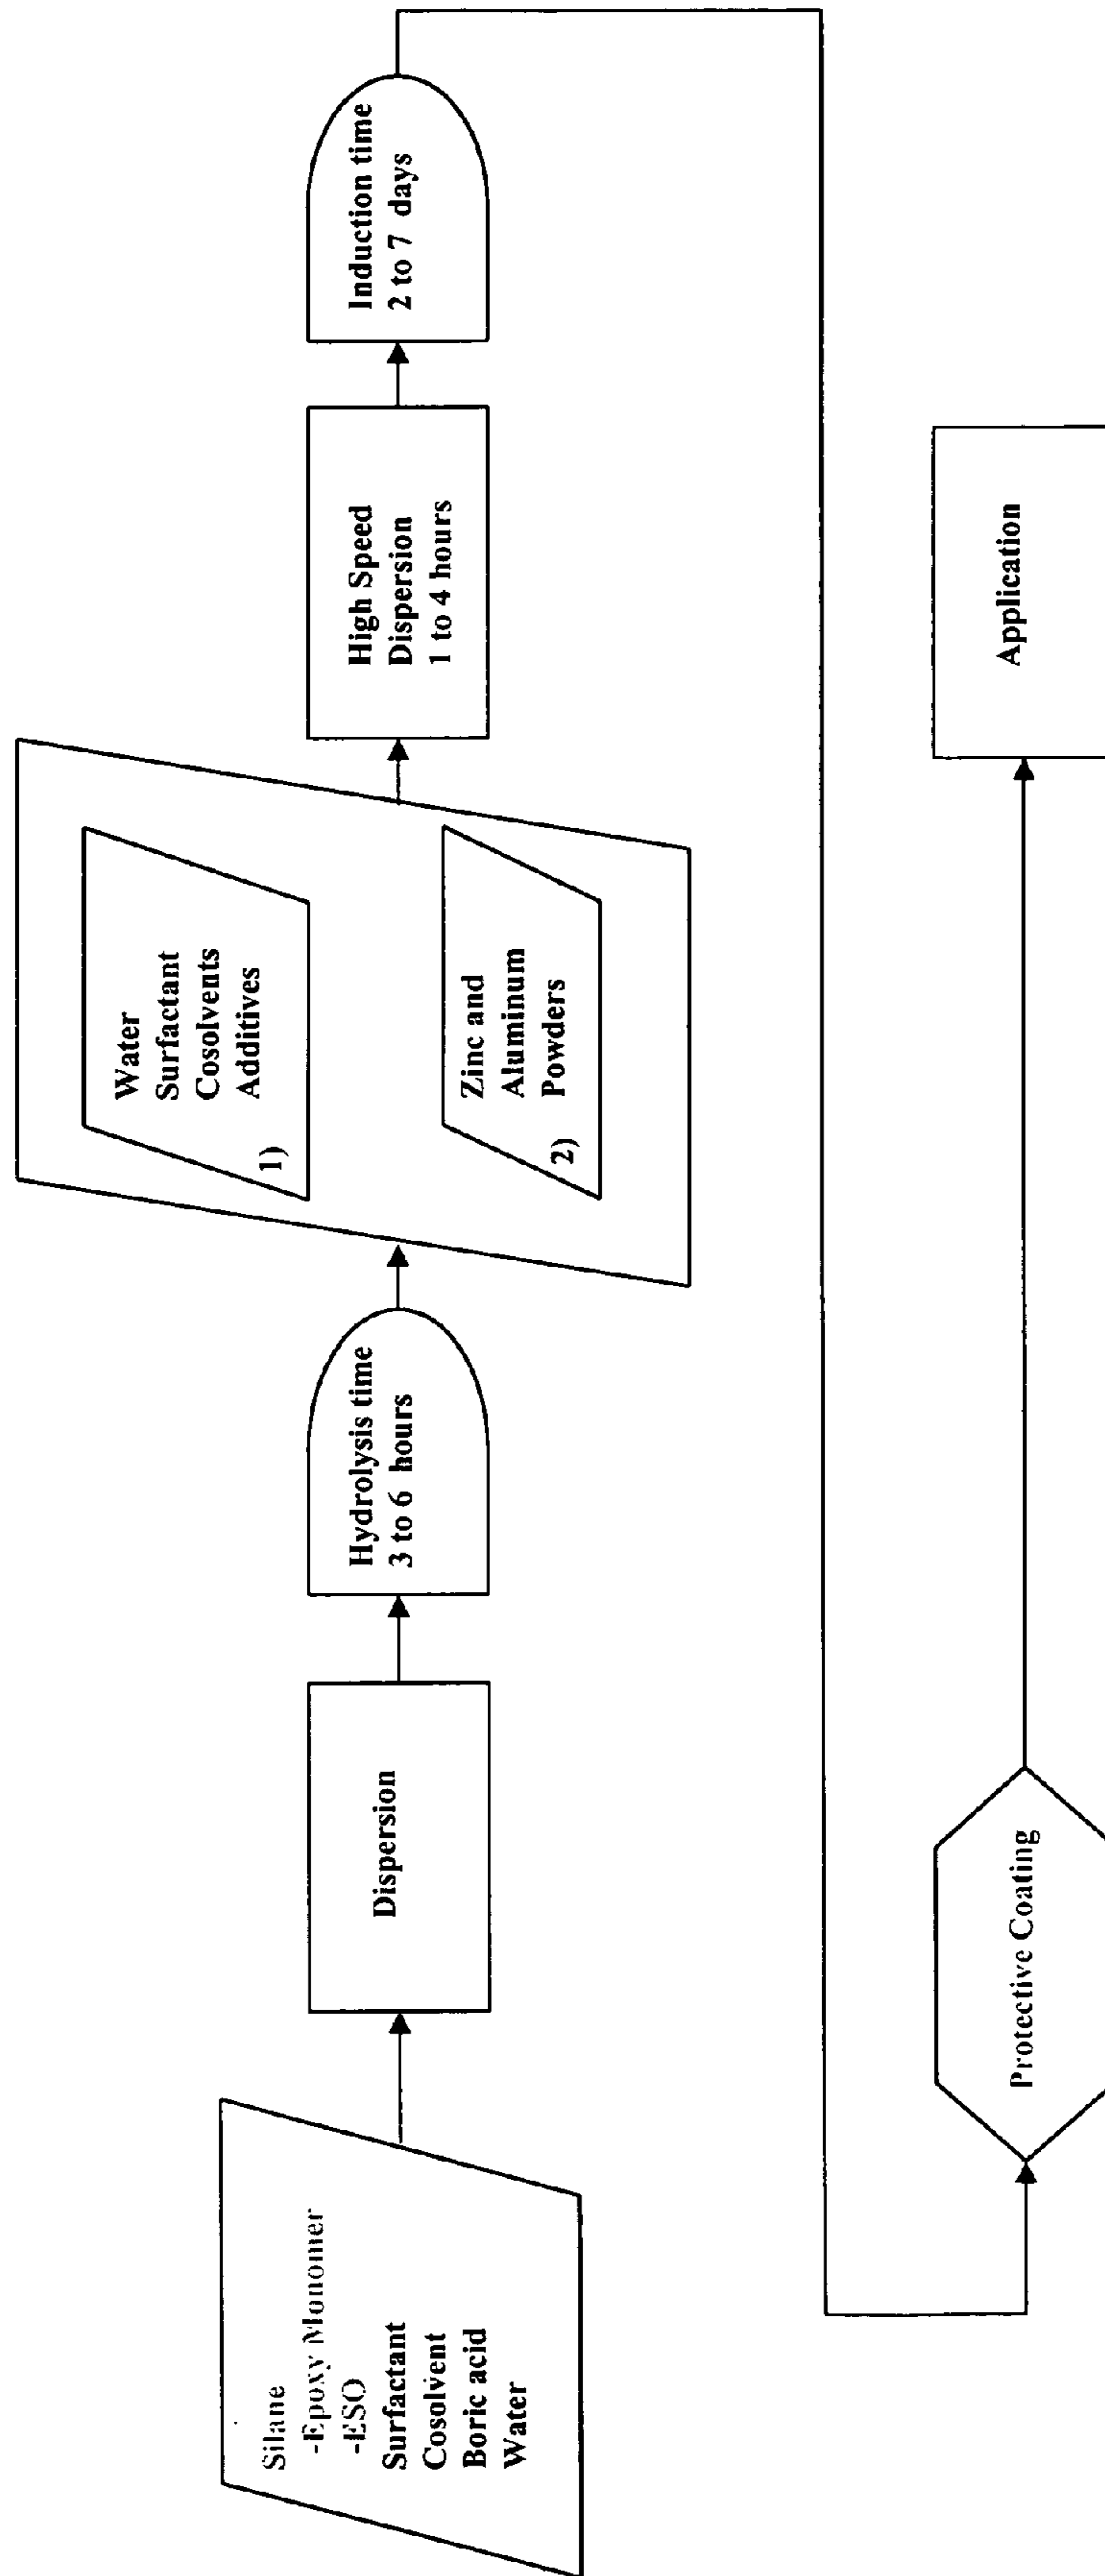 Silane
-Epoxy Monomer
-ESO
Surfactant
Cosolvent
Boric acid
Water
Dispersion
Hydrolysis time
3 to 6 hours
Water
Surfactant
Cosolvents
Additives
1)
Zinc and
Aluminum
Powders
2)
High Speed
Dispersion
1 to 4 hours
Induction time
2 to 7 days
Protective Coating
Application